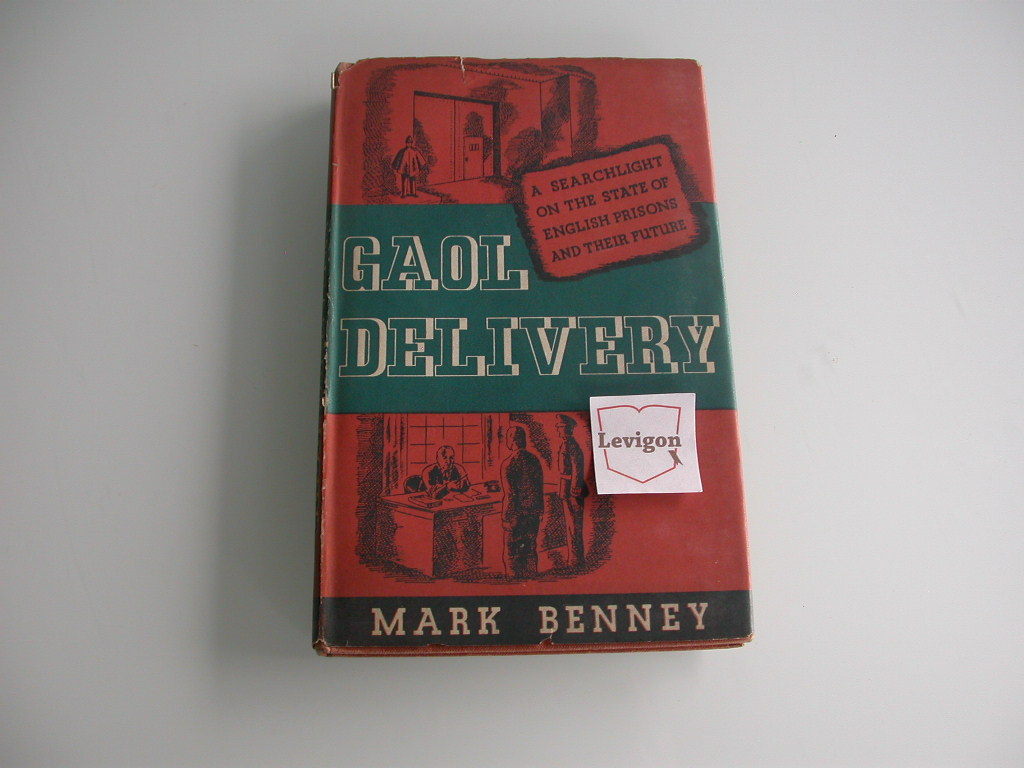 A SEARCHLIGHT
ON THE STATE OF
ENGLISH PRISONS
AND THEIR FUTURE
GAOL
DELIVERY
Levigon
MARK BENNEY